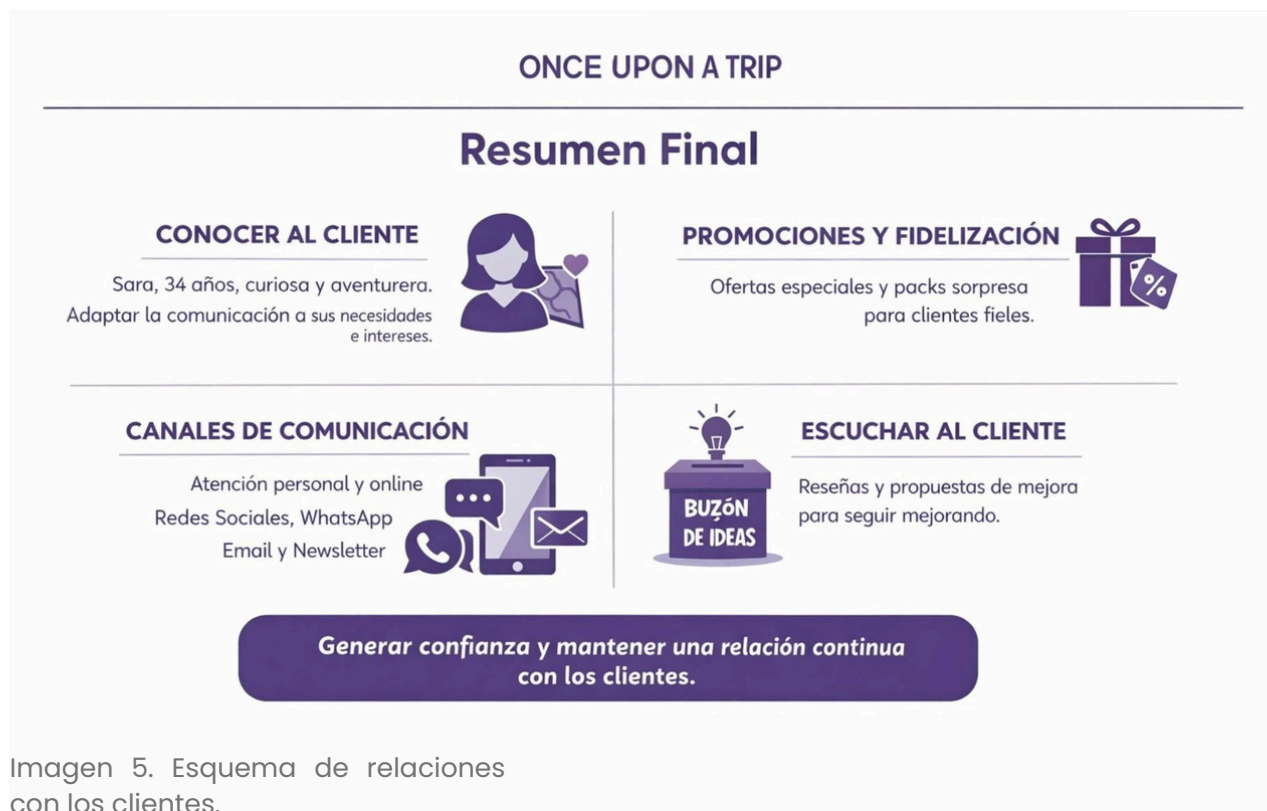 ONCE UPON A TRIP
Resumen Final
CONOCER AL CLIENTE
Sara, 34 años, curiosa y aventurera.
Adaptar la comunicación a sus necesidades
e intereses.
PROMOCIONES Y FIDELIZACIÓN
Ofertas especiales y packs sorpresa
para clientes fieles.
%
CANALES DE COMUNICACIÓN
Atención personal y online
Redes Sociales, WhatsApp
Email y Newsletter
BUZÓN
DE IDEAS
ESCUCHAR AL CLIENTE
Reseñas y propuestas de mejora
para seguir mejorando.
Generar confianza y mantener una relación continua
con los clientes.
Imagen 5. Esquema de relaciones
con los clientes.